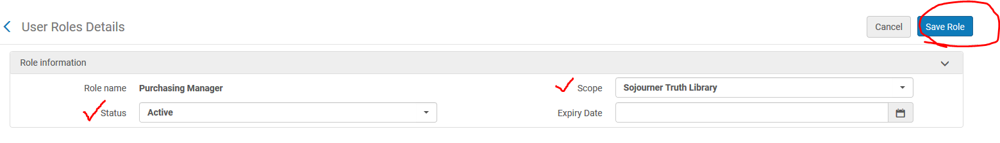 User Roles Details
Cancel
Save Role
Role information
Role name Purchasing Manager
Scope Sojourner Truth Library
Status Active
Expiry Date